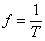 f = 1/T